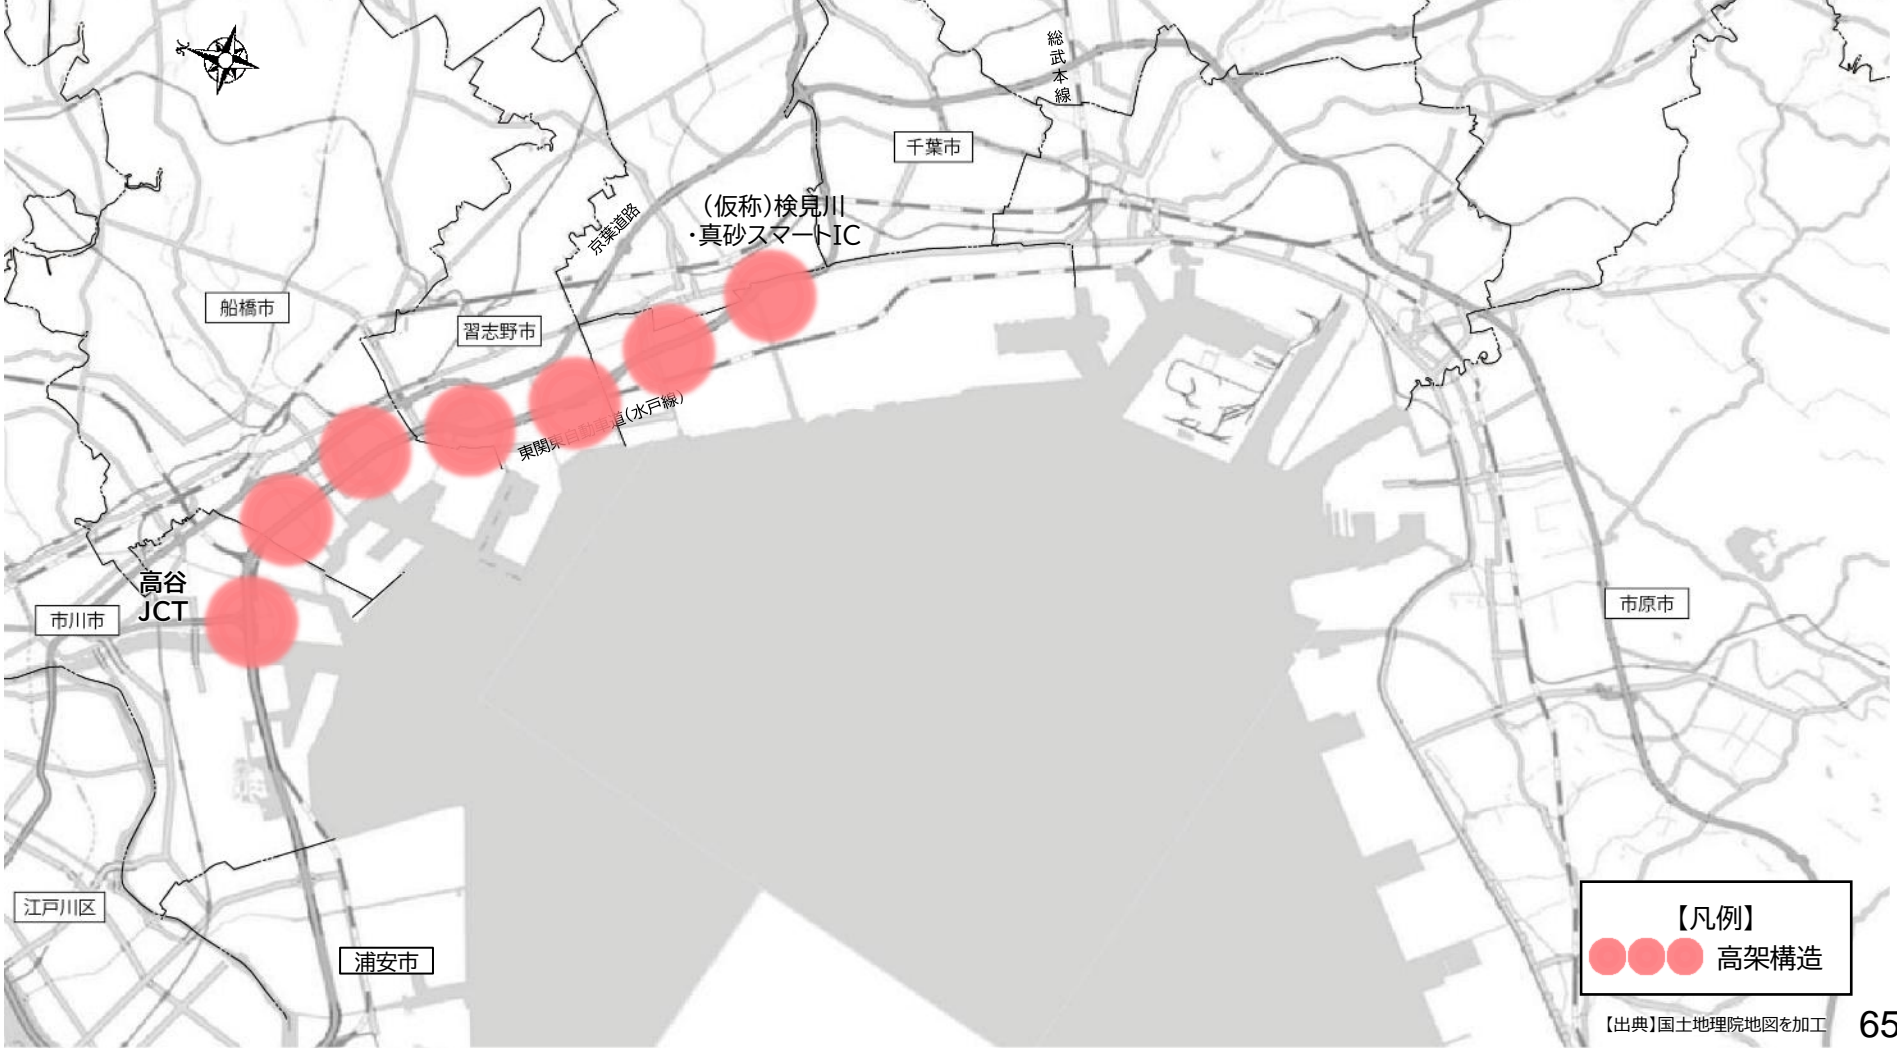 総武本線
千葉市
(仮称)検見川
・真砂スマートIC
京葉道路
船橋市
習志野市
東関東自動車道(水戸線)
高谷
JCT
市川市
市原市
江戸川区
浦安市
【凡例】
高架構造
【出典】国土地理院地図を加工
65